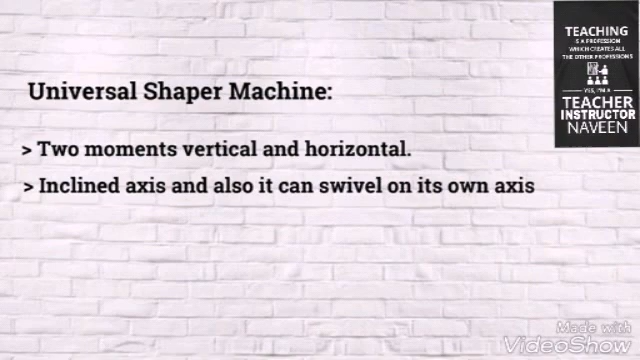 Universal Shaper Machine:
> Two moments vertical and horizontal.
> Inclined axis and also it can swivel on its own axis
TEACHING
IS A PROFESSION
WHICH CREATES ALL
THE OTHER PROFESSIONS
YES, I'M A
TEACHER
INSTRUCTOR
NAVEEN
Made with
VideoShow